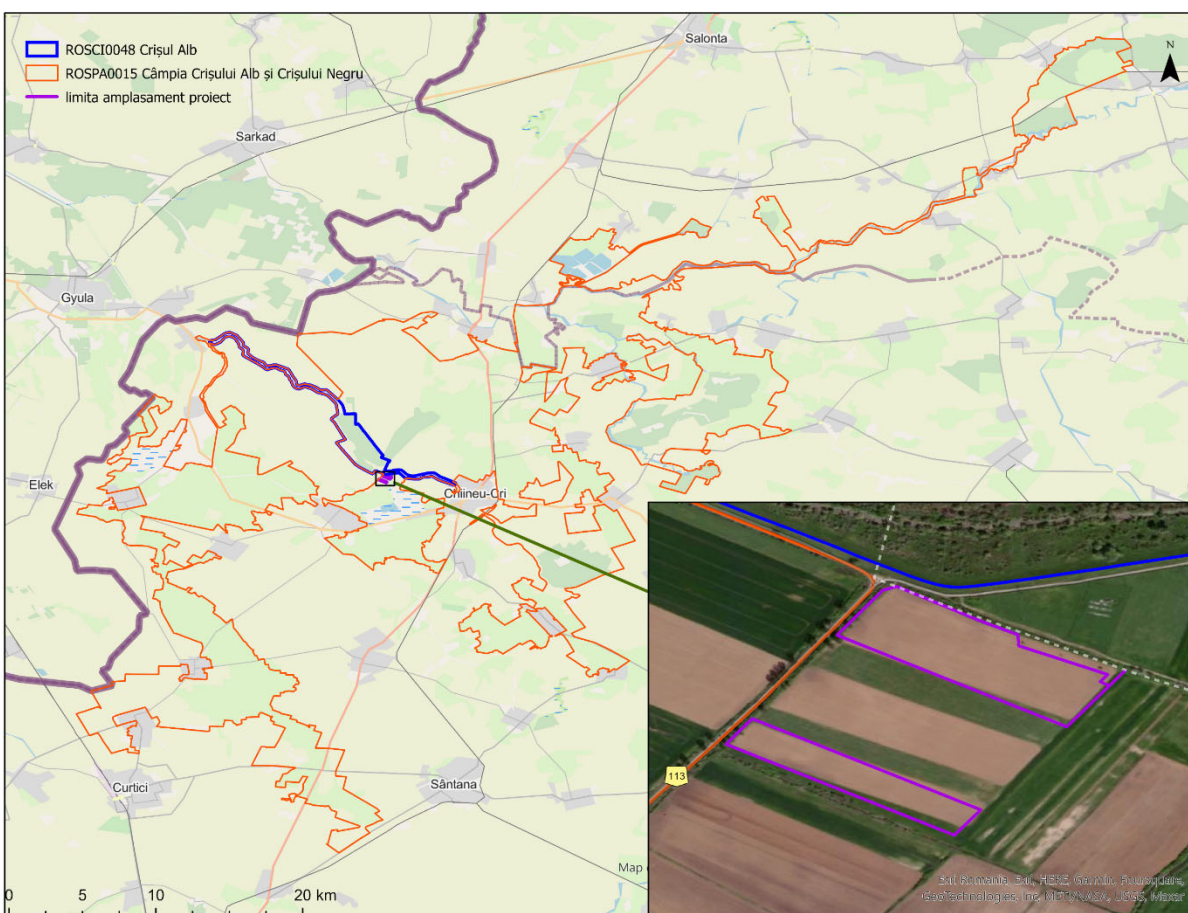 ROSCI0048 Crișul Alb
ROSPA0015 Câmpia Crișului Alb și Crișului Negru
limita amplasament proiect
N
Salonta
Sarkad
Gyula
Elek
Chișineu-Criș
Curtici
Sântana
113
0 5 10 20 km
Map
Esri Romania, Esri, HERE, Garmin, Foursquare,
GeoTechnologies, Inc, METI/NASA, USGS, Maxar